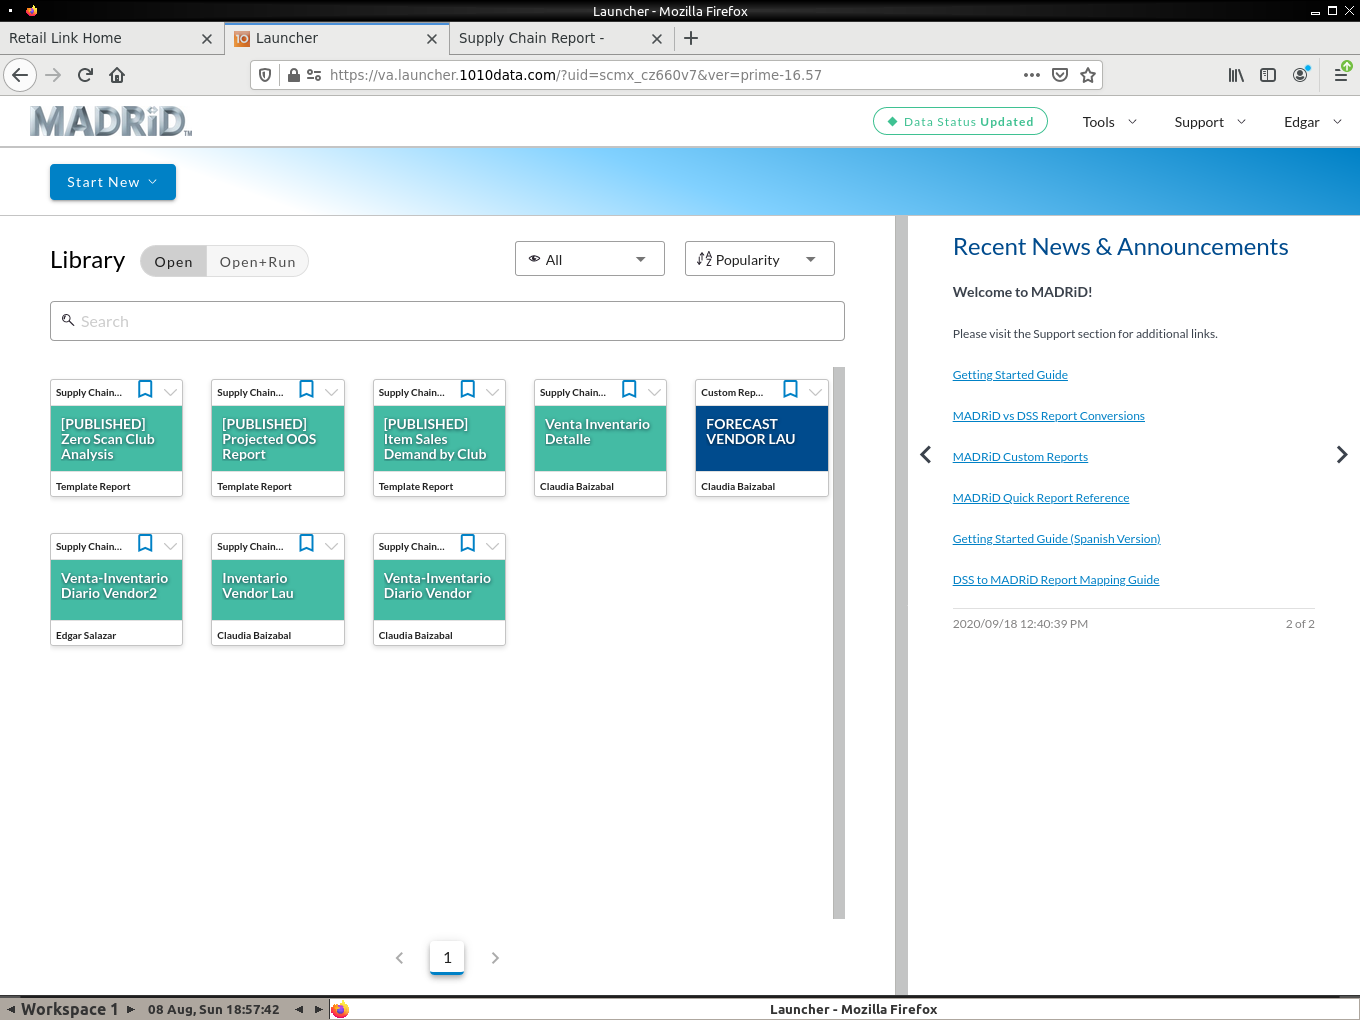 Launcher - Mozilla Firefox
Retail Link Home
Launcher
Supply Chain Report -
https://va.launcher.1010data.com/?uid=scmx_cz660v7&ver=prime-16.57
MADRiD TM
Data Status Updated
Tools
Support
Edgar
Start New
Library
Open
Open+Run
All
Popularity
Search
Supply Chain...
[PUBLISHED]
Zero Scan Club
Analysis
Template Report
Supply Chain...
[PUBLISHED]
Projected OOS
Report
Template Report
Supply Chain...
[PUBLISHED]
Item Sales
Demand by Club
Template Report
Supply Chain...
Venta Inventario
Detalle
Claudia Baizabal
Custom Rep...
FORECAST
VENDOR LAU
Claudia Baizabal
Supply Chain...
Venta-Inventario
Diario Vendor2
Edgar Salazar
Supply Chain...
Inventario
Vendor Lau
Claudia Baizabal
Supply Chain...
Venta-Inventario
Diario Vendor
Claudia Baizabal
1
Recent News & Announcements
Welcome to MADRiD!
Please visit the Support section for additional links.
Getting Started Guide
MADRiD vs DSS Report Conversions
MADRiD Custom Reports
MADRiD Quick Report Reference
Getting Started Guide (Spanish Version)
DSS to MADRiD Report Mapping Guide
2020/09/18 12:40:39 PM
2 of 2
Workspace 1
08 Aug, Sun 18:57:42
Launcher - Mozilla Firefox